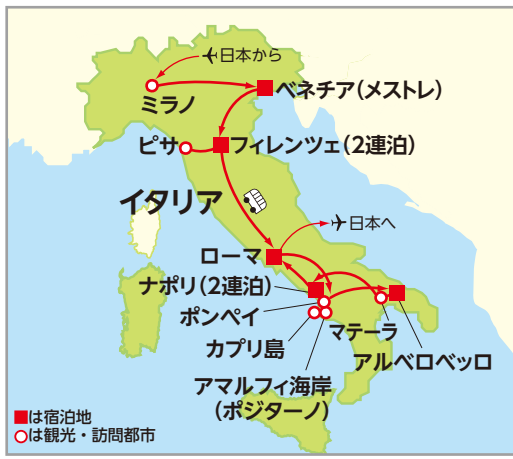 日本から
ミラノ
ベネチア(メストレ)
ピサ
フィレンツェ(2連泊)
イタリア
日本へ
ローマ
ナポリ(2連泊)
ポンペイ
マテーラ
カプリ島
アルベロベッロ
アマルフィ海岸
(ポジターノ)
は宿泊地
は観光・訪問都市